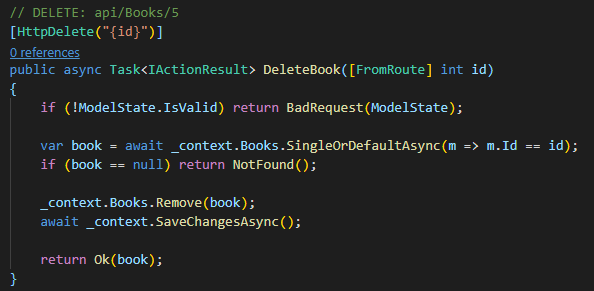 // DELETE: api/Books/5
[HttpDelete("{id}")]
0 references
public async Task<IActionResult> DeleteBook([FromRoute] int id)
{
    if (!ModelState.IsValid) return BadRequest(ModelState);

    var book = await _context.Books.SingleOrDefaultAsync(m => m.Id == id);
    if (book == null) return NotFound();

    _context.Books.Remove(book);
    await _context.SaveChangesAsync();

    return Ok(book);
}